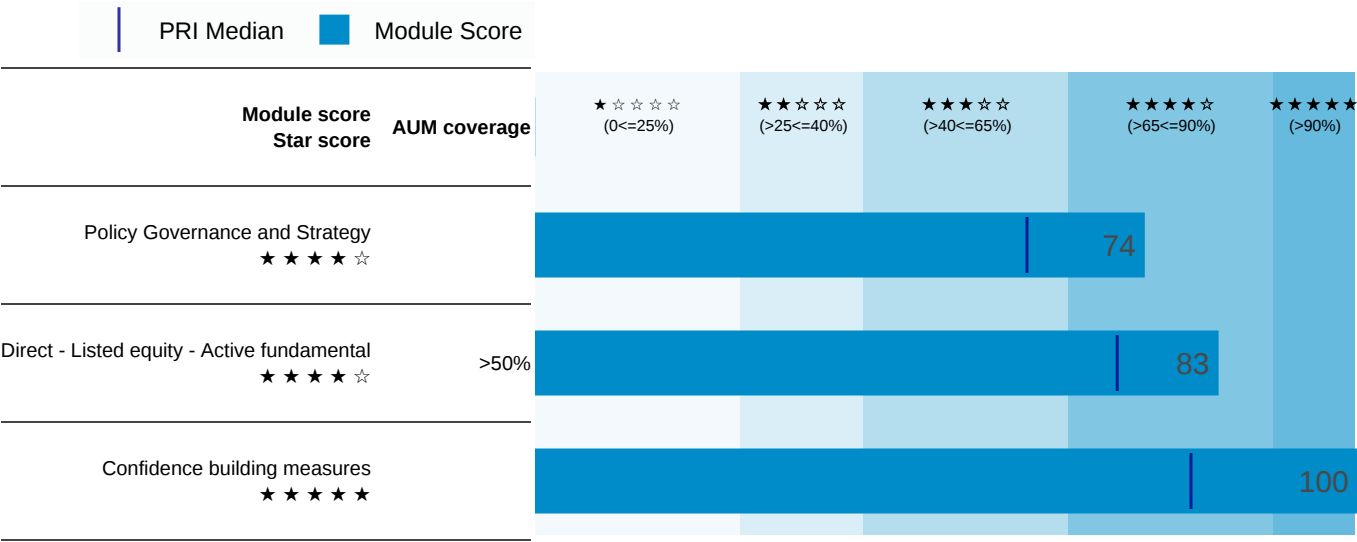 PRI Median Module Score
Module score
Star score
AUM coverage
★☆☆☆☆
(0<=25%)
★★☆☆☆
(>25<=40%)
★★★☆☆
(>40<=65%)
★★★★☆
(>65<=90%)
★★★★★
(>90%)
Policy Governance and Strategy
★★★★☆
74
Direct - Listed equity - Active fundamental
★★★★☆
>50%
83
Confidence building measures
★★★★★
100